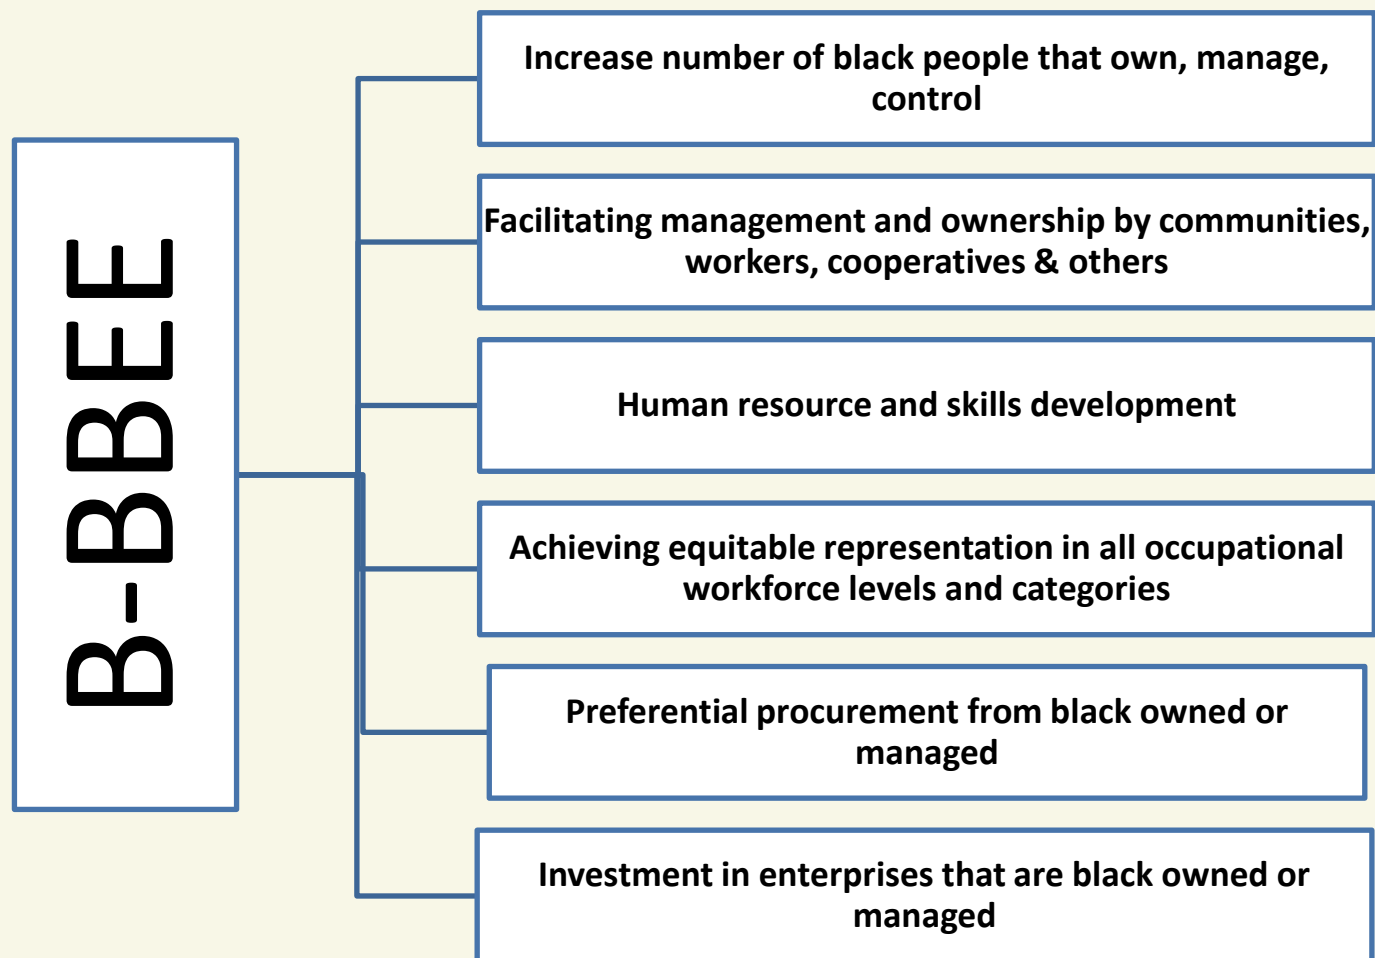 B-BBEE
Increase number of black people that own, manage,
control
Facilitating management and ownership by communities,
workers, cooperatives & others
Human resource and skills development
Achieving equitable representation in all occupational
workforce levels and categories
Preferential procurement from black owned or
managed
Investment in enterprises that are black owned or
managed